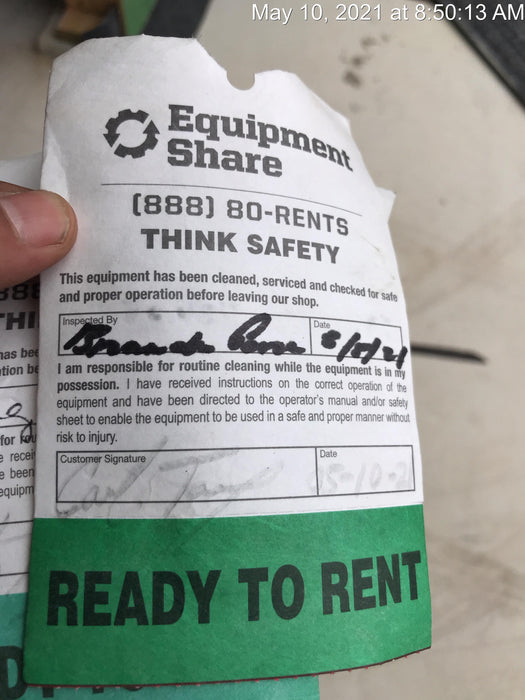 May 10, 2021 at 8:50:13 AM
Equipment
Share
(888) 80-RENTS
THINK SAFETY
This equipment has been cleaned, serviced and checked for safe
and proper operation before leaving our shop.
Inspected By
Date
I am responsible for routine cleaning while the equipment is in my
possession. I have received instructions on the correct operation of the
equipment and have been directed to the operator's manual and/or safety
sheet to enable the equipment to be used in a safe and proper manner without
risk to injury.
Customer Signature
Date
READY TO RENT